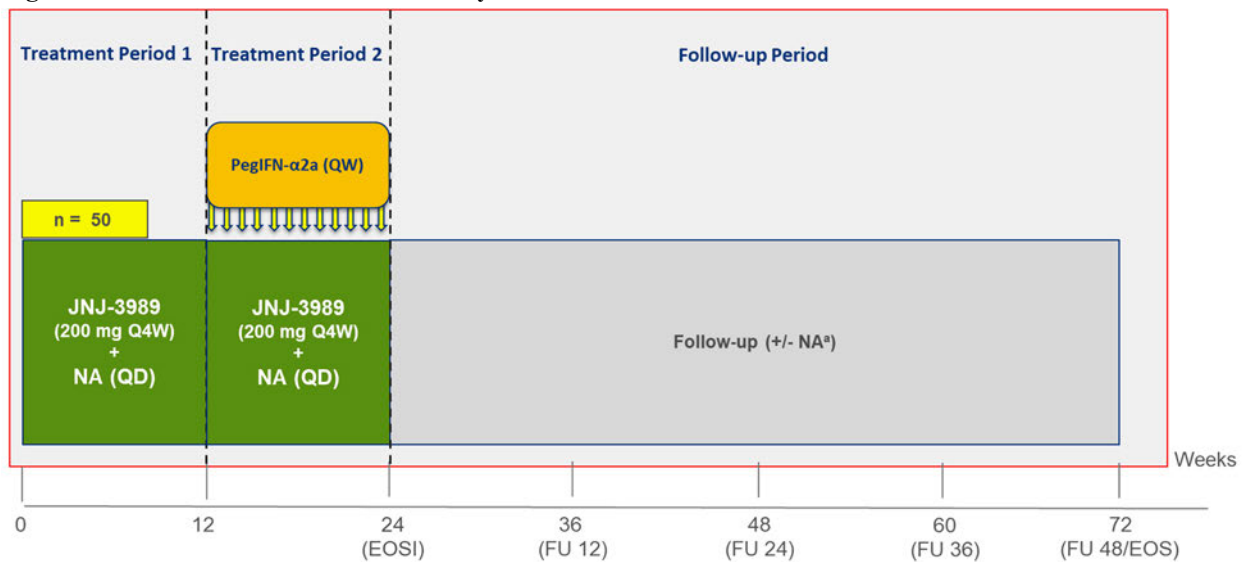 Treatment Period 1
Treatment Period 2
Follow-up Period
PegIFN-α2a (QW)
n = 50
JNJ-3989
(200 mg Q4W)
+
NA (QD)
JNJ-3989
(200 mg Q4W)
+
NA (QD)
Follow-up (+/- NAᵃ)
Weeks
0
12
24
(EOSI)
36
(FU 12)
48
(FU 24)
60
(FU 36)
72
(FU 48/EOS)